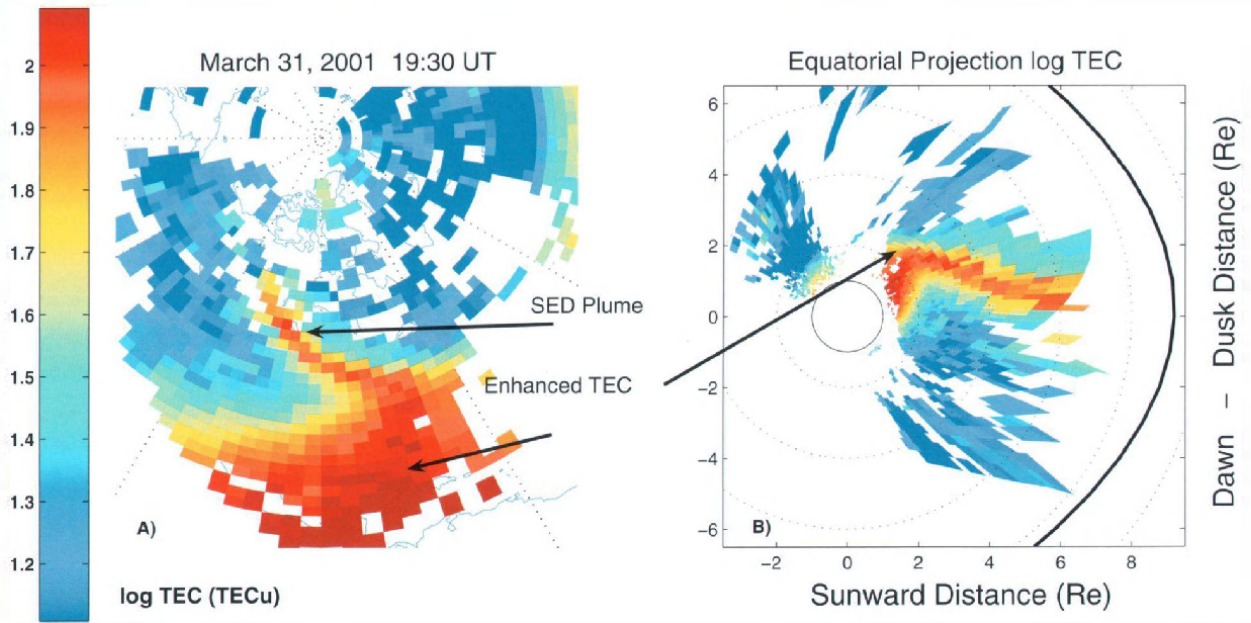 March 31, 2001 19:30 UT
2
1.9
1.8
1.7
1.6
1.5
1.4
1.3
1.2
SED Plume
Enhanced TEC
A)
log TEC (TECu)
Equatorial Projection log TEC
6
4
2
0
-2
-4
-6
B)
-2 0 2 4 6 8
Sunward Distance (Re)
Dawn – Dusk Distance (Re)